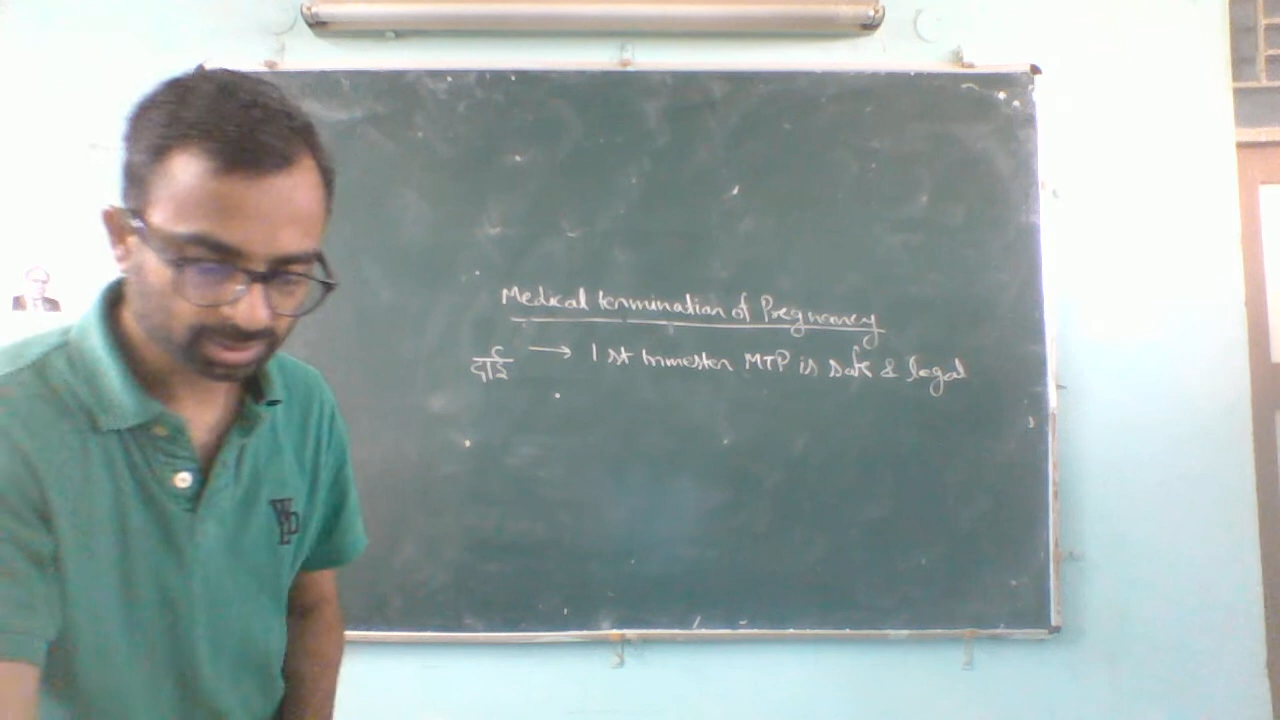 Medical termination of Pregnancy
दाई → 1st trimester MTP is safe & legal